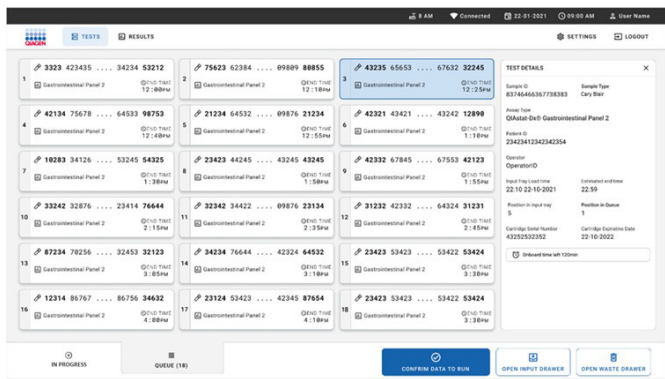 8 AM Connected 22-01-2021 09:00 AM User Name
QIAGEN TESTS RESULTS SETTINGS LOGOUT
1 3323 423435 .... 34234 53212
Gastrointestinal Panel 2 END TIME 12:00PM
2 75623 62384 .... 09809 80855
Gastrointestinal Panel 2 END TIME 12:10PM
3 43235 65653 .... 67632 32245
Gastrointestinal Panel 2 END TIME 12:25PM
4 42134 75678 .... 64533 98753
Gastrointestinal Panel 2 END TIME 12:40PM
5 21234 64532 .... 09876 21234
Gastrointestinal Panel 2 END TIME 12:55PM
6 42321 43421 .... 43242 12890
Gastrointestinal Panel 2 END TIME 1:10PM
7 10283 34126 .... 53245 54325
Gastrointestinal Panel 2 END TIME 1:30PM
8 23423 44245 .... 43245 43245
Gastrointestinal Panel 2 END TIME 1:50PM
9 42332 67845 .... 67553 42123
Gastrointestinal Panel 2 END TIME 1:55PM
10 33242 32876 .... 23414 76644
Gastrointestinal Panel 2 END TIME 2:15PM
11 32342 34422 .... 09876 23134
Gastrointestinal Panel 2 END TIME 2:35PM
12 31232 42332 .... 64324 31231
Gastrointestinal Panel 2 END TIME 2:45PM
13 87234 70256 .... 32453 32123
Gastrointestinal Panel 2 END TIME 3:05PM
14 34234 76644 .... 42324 64532
Gastrointestinal Panel 2 END TIME 3:10PM
15 23423 53423 .... 53422 53424
Gastrointestinal Panel 2 END TIME 3:30PM
16 12314 86767 .... 86756 34632
Gastrointestinal Panel 2 END TIME 4:00PM
17 23124 53423 .... 42345 87654
Gastrointestinal Panel 2 END TIME 4:10PM
18 23423 53423 .... 53422 53424
Gastrointestinal Panel 2 END TIME 3:30PM
TEST DETAILS
Sample ID Sample Type
83746466367738383 Cary Blair
Assay Type
QIAstat-Dx® Gastrointestinal Panel 2
Patient ID
23423412342342354
Operator
OperatorID
Input Tray Load time Estimated end time
22:10 22-10-2021 22:59
Position in input tray Position in Queue
5 1
Cartridge Serial Number Cartridge Expiration Date
43252532352 22-10-2022
Onboard time left 120min
IN PROGRESS QUEUE (18) CONFRIM DATA TO RUN OPEN INPUT DRAWER OPEN WASTE DRAWER